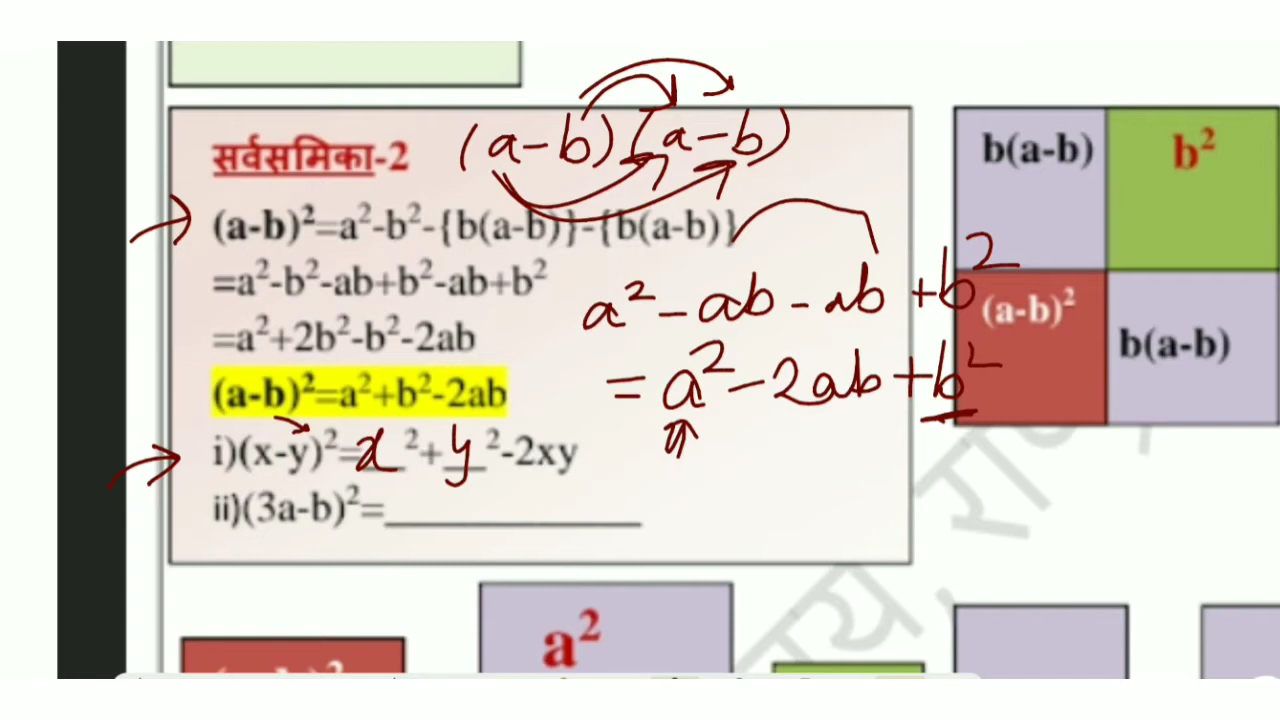 (a-b)(a-b)
सर्वसमिका-2
(a-b)²=a²-b²-{b(a-b)}-{b(a-b)}
=a²-b²-ab+b²-ab+b²
a²-ab-ab+b²
=a²+2b²-b²-2ab
=a²-2ab+b²
(a-b)²=a²+b²-2ab
i)(x-y)²=x²+y²-2xy
ii)(3a-b)²=____________
b(a-b)
b²
(a-b)²
b(a-b)
a²